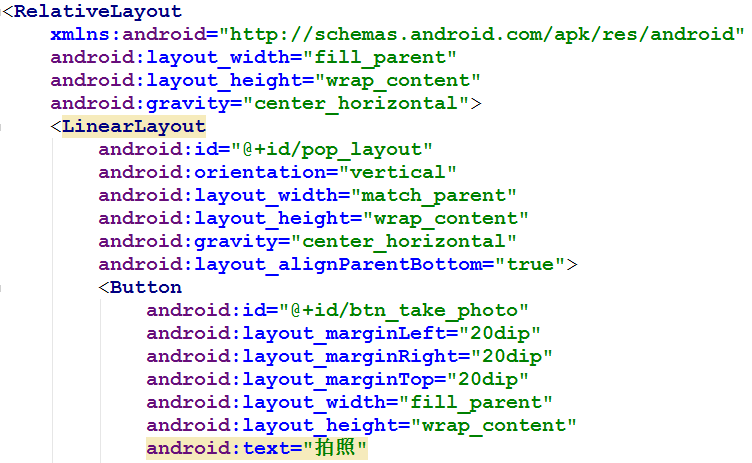 <RelativeLayout
xmlns:android="http://schemas.android.com/apk/res/android"
android:layout_width="fill_parent"
android:layout_height="wrap_content"
android:gravity="center_horizontal">
<LinearLayout
android:id="@+id/pop_layout"
android:orientation="vertical"
android:layout_width="match_parent"
android:layout_height="wrap_content"
android:gravity="center_horizontal"
android:layout_alignParentBottom="true">
<Button
android:id="@+id/btn_take_photo"
android:layout_marginLeft="20dip"
android:layout_marginRight="20dip"
android:layout_marginTop="20dip"
android:layout_width="fill_parent"
android:layout_height="wrap_content"
android:text="拍照"